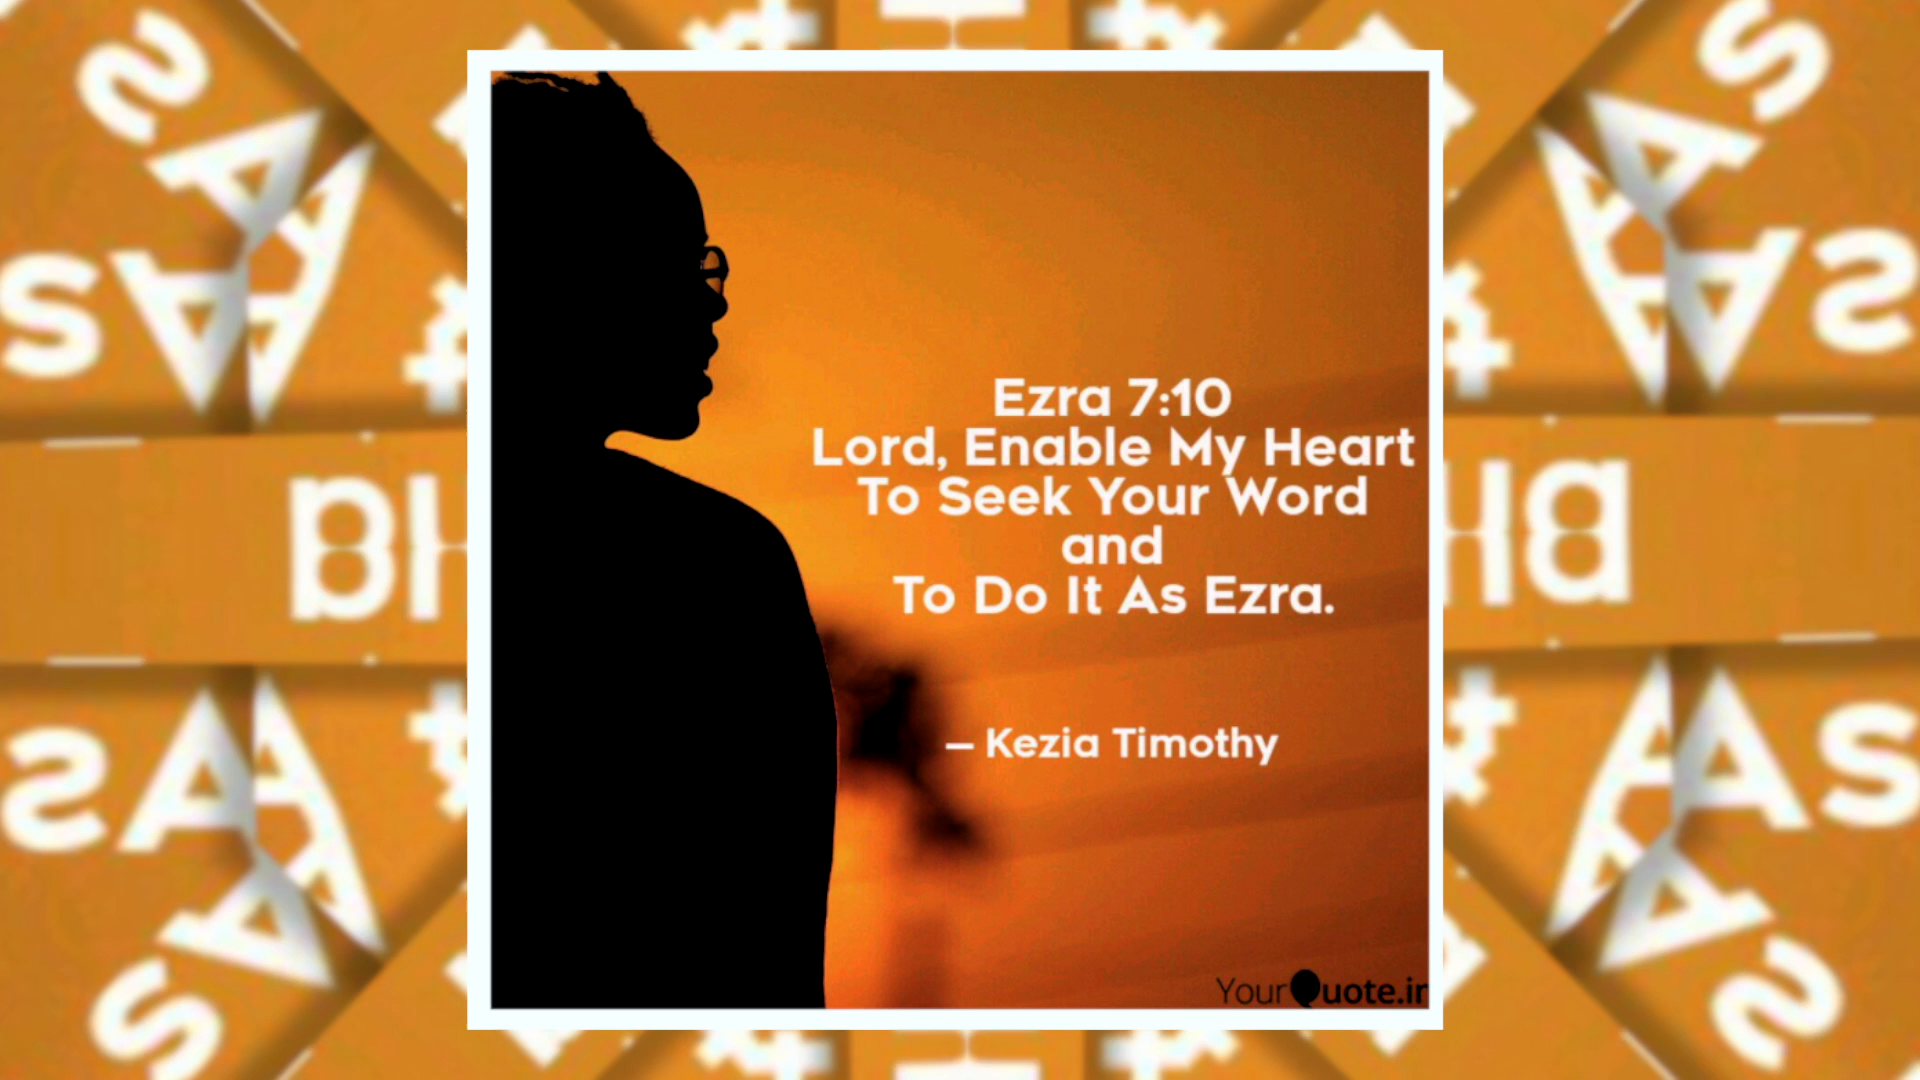 Ezra 7:10
Lord, Enable My Heart
To Seek Your Word
and
To Do It As Ezra.
– Kezia Timothy
YourQuote.in